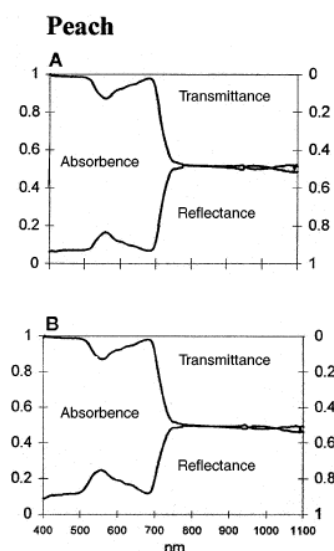 Peach
A
1 0
Transmittance
0.8 0.2
0.6 Absorbence 0.4
0.4 0.6
Reflectance
0.2 0.8
0 1
B
1 0
Transmittance
0.8 0.2
0.6 0.4
Absorbence
0.4 0.6
Reflectance
0.2 0.8
0 1
400 500 600 700 800 900 1000 1100
nm